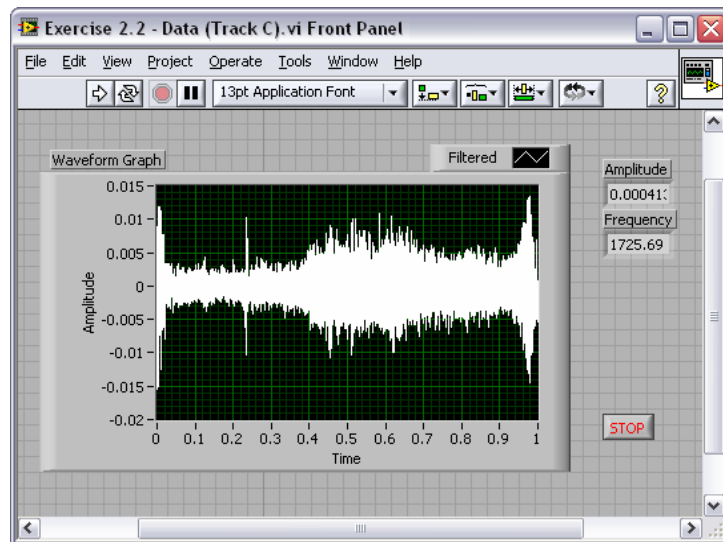 Exercise 2.2 - Data (Track C).vi Front Panel
File Edit View Project Operate Tools Window Help
13pt Application Font
Waveform Graph
Filtered
Amplitude
0.015
0.01
0.005
0
-0.005
-0.01
-0.015
-0.02
0 0.1 0.2 0.3 0.4 0.5 0.6 0.7 0.8 0.9 1
Time
Amplitude
0.000413
Frequency
1725.69
STOP